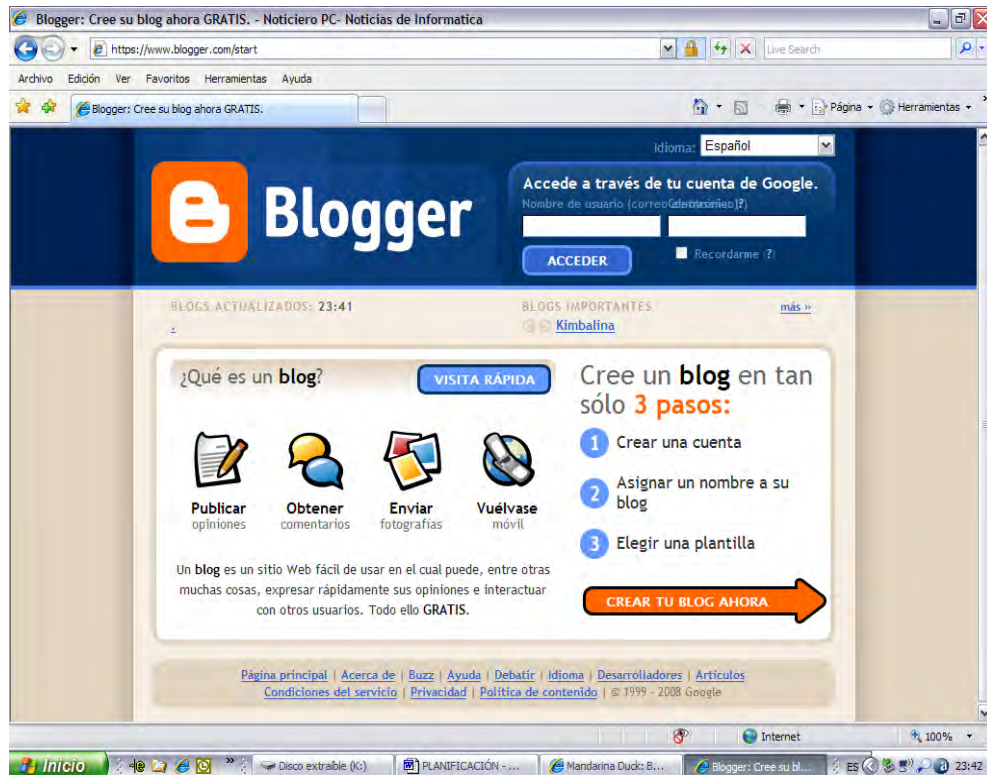 Blogger: Cree su blog ahora GRATIS. - Noticiero PC- Noticias de Informatica
https://www.blogger.com/start
Live Search
Archivo Edición Ver Favoritos Herramientas Ayuda
Blogger: Cree su blog ahora GRATIS.
Página Herramientas
Idioma: Español
Blogger
Accede a través de tu cuenta de Google.
Nombre de usuario (correo
ACCEDER
Recordarme (?)
BLOGS ACTUALIZADOS: 23:41
BLOGS IMPORTANTES
más »
Kimbalina
¿Qué es un blog?
VISITA RÁPIDA
Publicar opiniones
Obtener comentarios
Enviar fotografías
Vuélvase móvil
Un blog es un sitio Web fácil de usar en el cual puede, entre otras
muchas cosas, expresar rápidamente sus opiniones e interactuar
con otros usuarios. Todo ello GRATIS.
Cree un blog en tan
sólo 3 pasos:
1 Crear una cuenta
2 Asignar un nombre a su
blog
3 Elegir una plantilla
CREAR TU BLOG AHORA
Página principal | Acerca de | Buzz | Ayuda | Debatir | Idioma | Desarrolladores | Artículos
Condiciones del servicio | Privacidad | Política de contenido | © 1999 - 2008 Google
Internet
100%
Inicio
Disco extraíble (K:)
PLANIFICACIÓN - ...
Mandarina Duck: B...
Blogger: Cree su bl...
ES
23:42